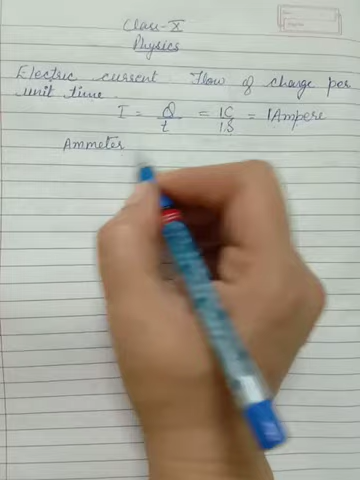 Class-X
Physics
Electric current Flow of charge per
unit time.
I = Q/t = 1C/1S = 1Ampere
Ammeter